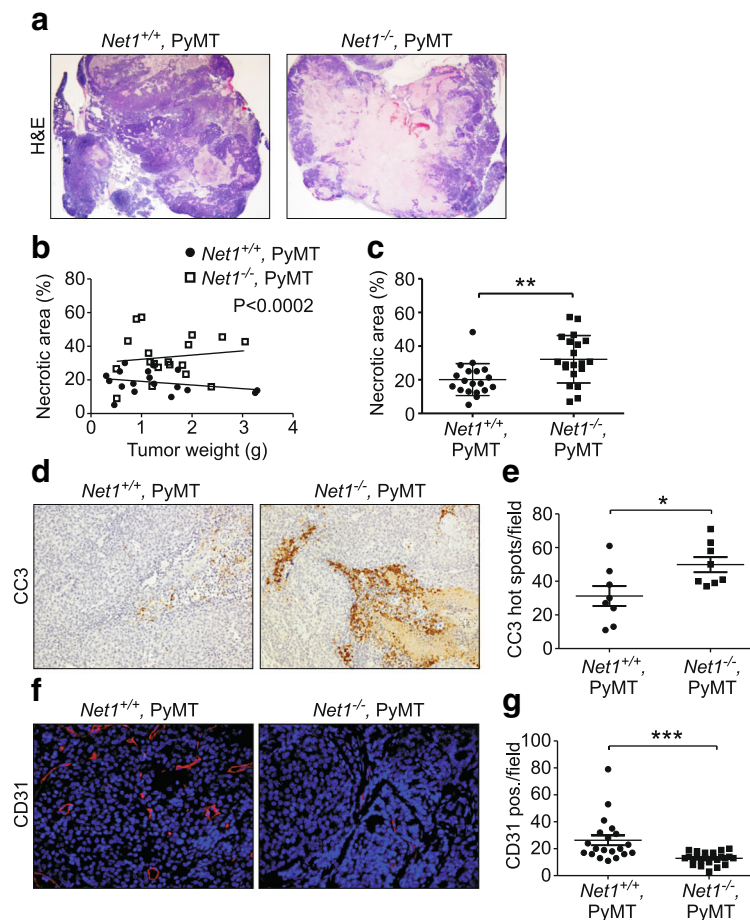 a
Net1+/+, PyMT
Net1-/-, PyMT
H&E
b
● Net1+/+, PyMT
□ Net1-/-, PyMT
P<0.0002
Necrotic area (%)
80
60
40
20
0
0 1 2 3 4
Tumor weight (g)
c
**
Necrotic area (%)
80
60
40
20
0
Net1+/+, Net1-/-,
PyMT PyMT
d
Net1+/+, PyMT
Net1-/-, PyMT
CC3
e
*
CC3 hot spots/field
80
60
40
20
0
Net1+/+, Net1-/-,
PyMT PyMT
f
Net1+/+, PyMT
Net1-/-, PyMT
CD31
g
***
CD31 pos./field
100
80
60
40
20
0
Net1+/+, Net1-/-,
PyMT PyMT